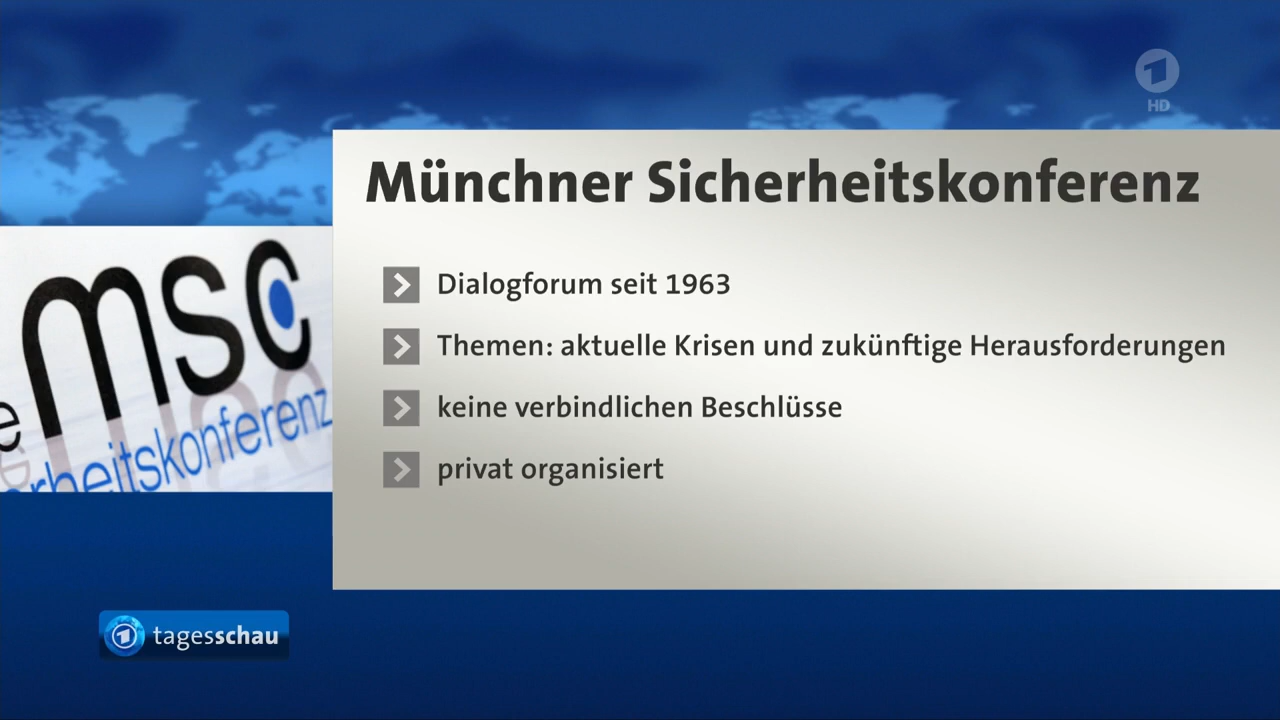 HD
Münchner Sicherheitskonferenz
Dialogforum seit 1963
Themen: aktuelle Krisen und zukünftige Herausforderungen
keine verbindlichen Beschlüsse
privat organisiert
msc
e
rheitskonferenz
tagesschau